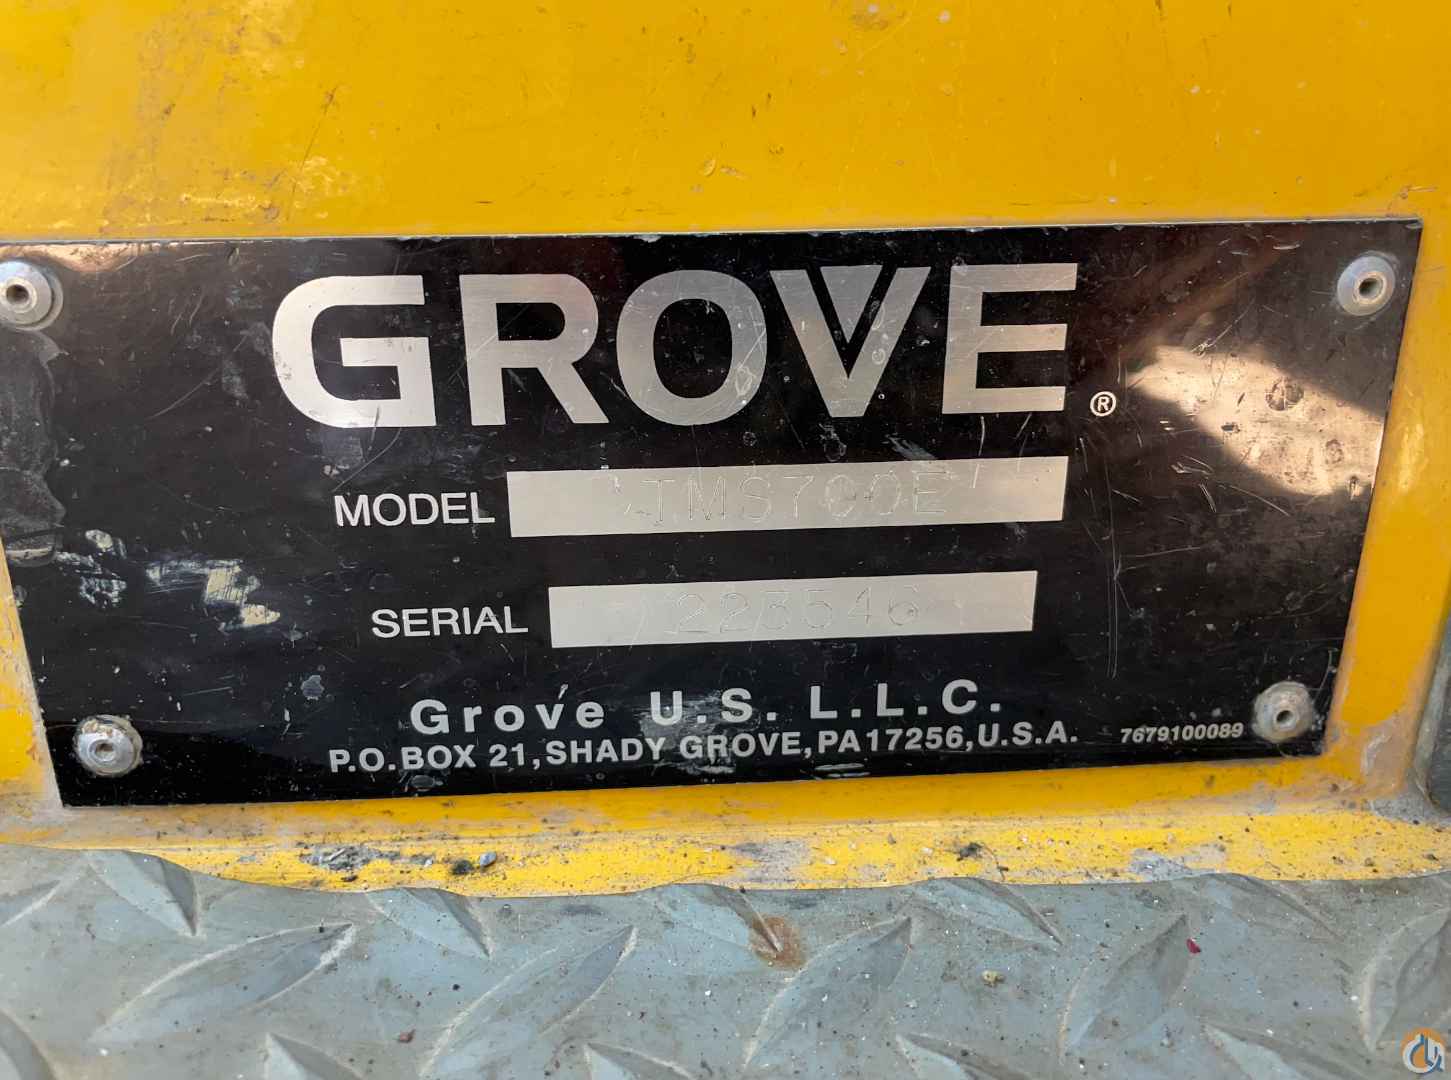 GROVE ®
MODEL TMS700E
SERIAL 223546
Grove U.S. L.L.C.
P.O.BOX 21,SHADY GROVE,PA17256,U.S.A. 7679100089